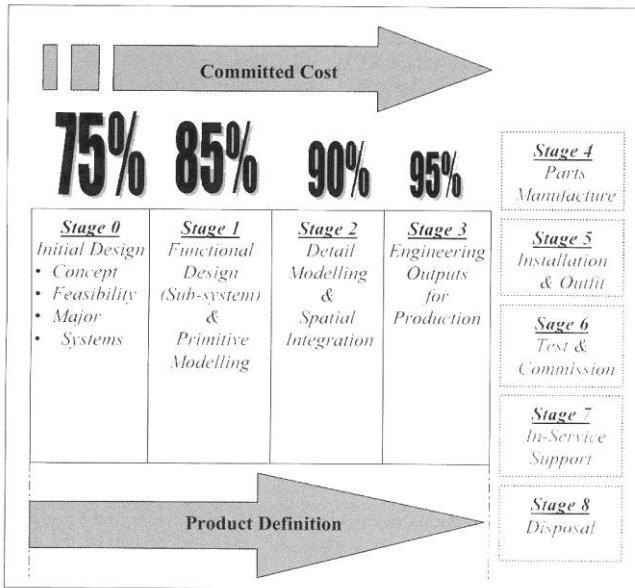 Committed Cost
75%
85%
90%
95%
Stage 0
Initial Design
• Concept
• Feasibility
• Major
• Systems
Stage 1
Functional
Design
(Sub-system)
&
Primitive
Modelling
Stage 2
Detail
Modelling
&
Spatial
Integration
Stage 3
Engineering
Outputs
for
Production
Stage 4
Parts
Manufacture
Stage 5
Installation
& Outfit
Stage 6
Test &
Commission
Stage 7
In-Service
Support
Stage 8
Disposal
Product Definition